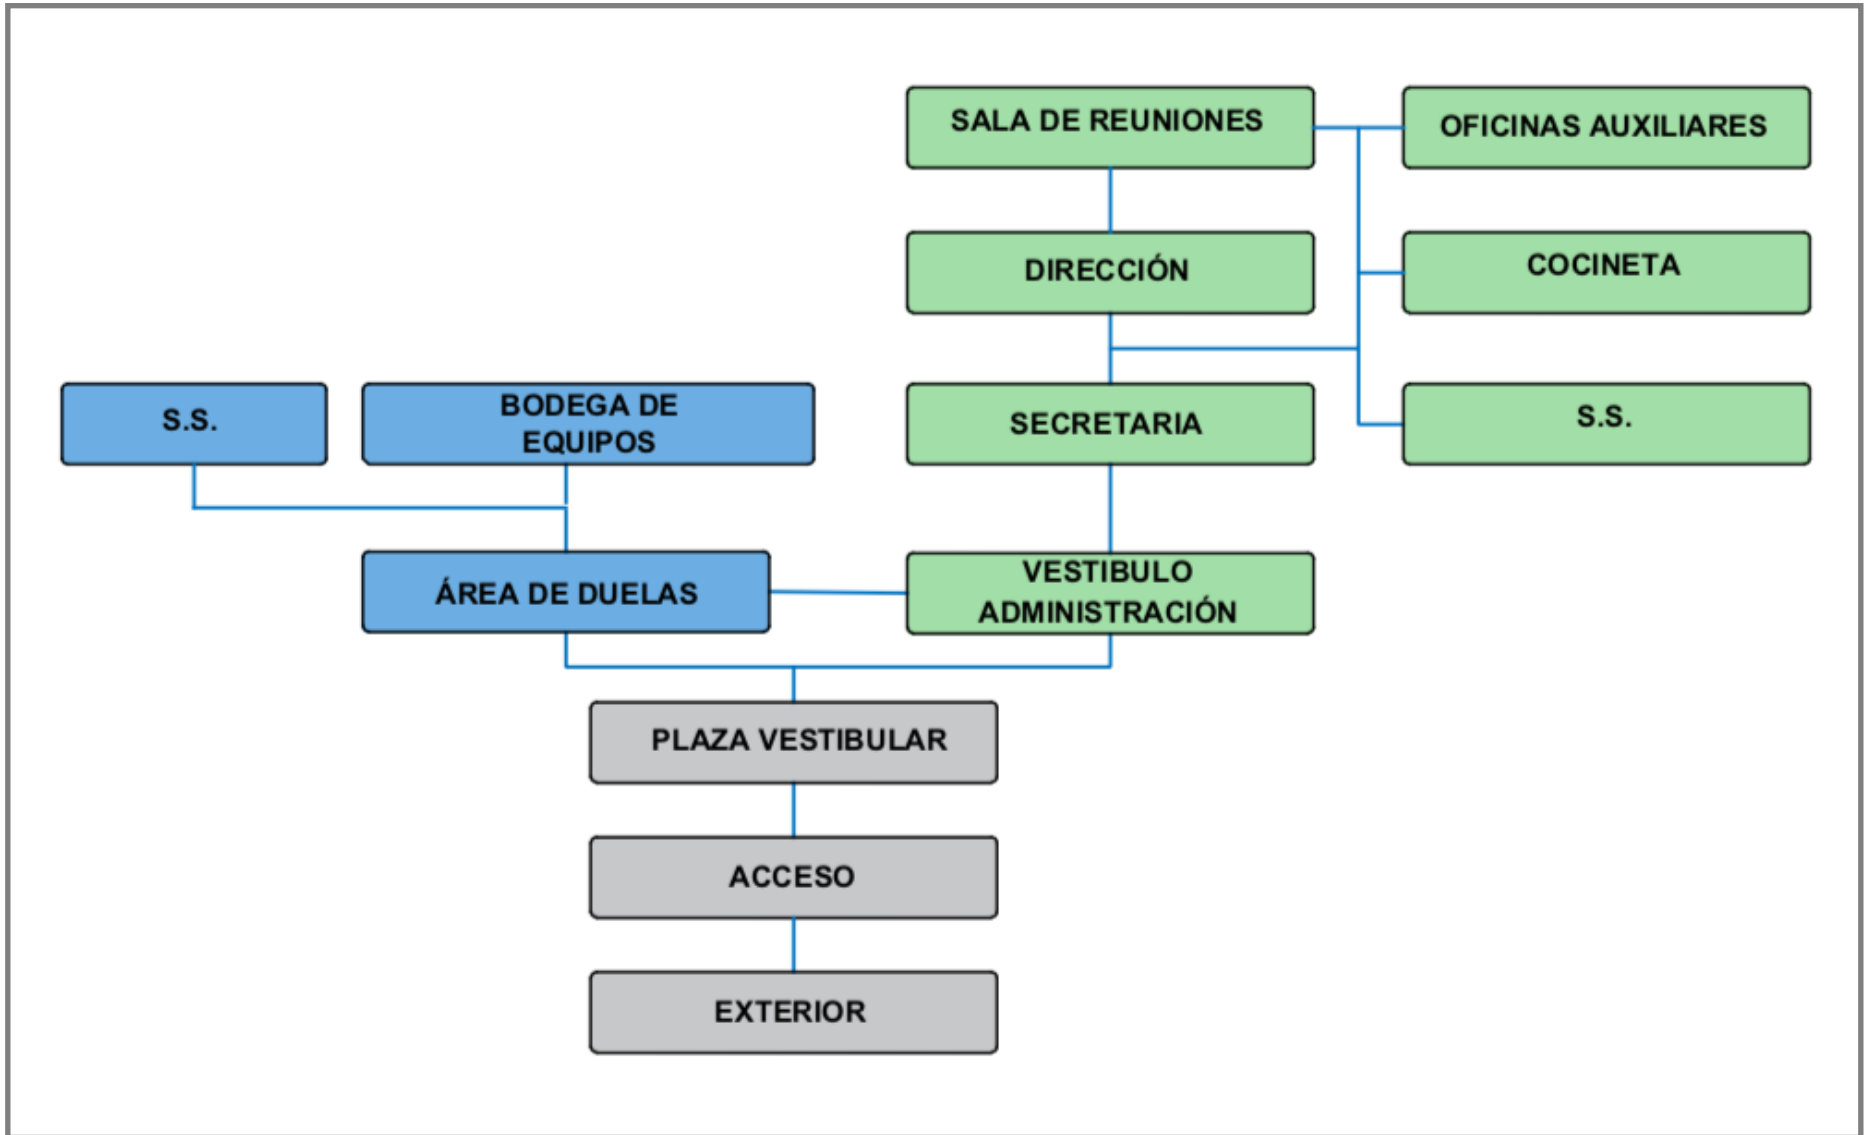 SALA DE REUNIONES
OFICINAS AUXILIARES
DIRECCIÓN
COCINETA
S.S.
BODEGA DE
EQUIPOS
SECRETARIA
S.S.
ÁREA DE DUELAS
VESTIBULO
ADMINISTRACIÓN
PLAZA VESTIBULAR
ACCESO
EXTERIOR